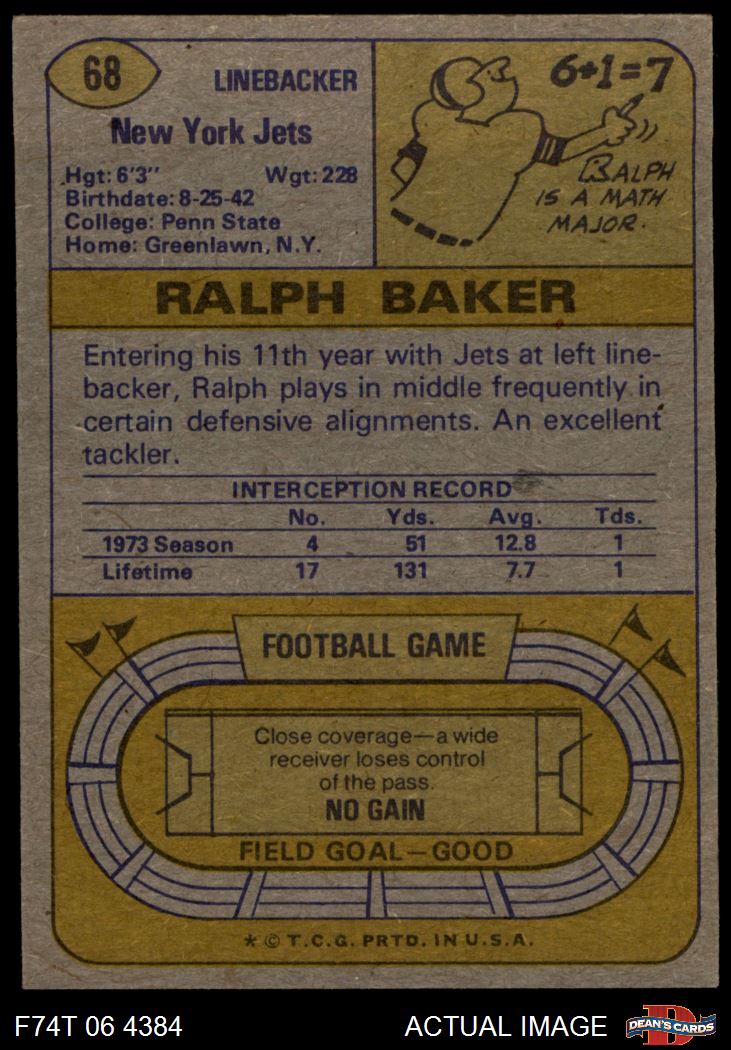 68
LINEBACKER
New York Jets
Hgt: 6'3" Wgt: 228
Birthdate: 8-25-42
College: Penn State
Home: Greenlawn, N.Y.
6+1=7
RALPH
IS A MATH
MAJOR.
RALPH BAKER
Entering his 11th year with Jets at left line-
backer, Ralph plays in middle frequently in
certain defensive alignments. An excellent
tackler.
INTERCEPTION RECORD
No. Yds. Avg. Tds.
1973 Season 4 51 12.8 1
Lifetime 17 131 7.7 1
FOOTBALL GAME
Close coverage—a wide
receiver loses control
of the pass.
NO GAIN
FIELD GOAL—GOOD
* © T.C.G. PRTD. IN U.S.A.
F74T 06 4384 ACTUAL IMAGE
DEAN'S CARDS